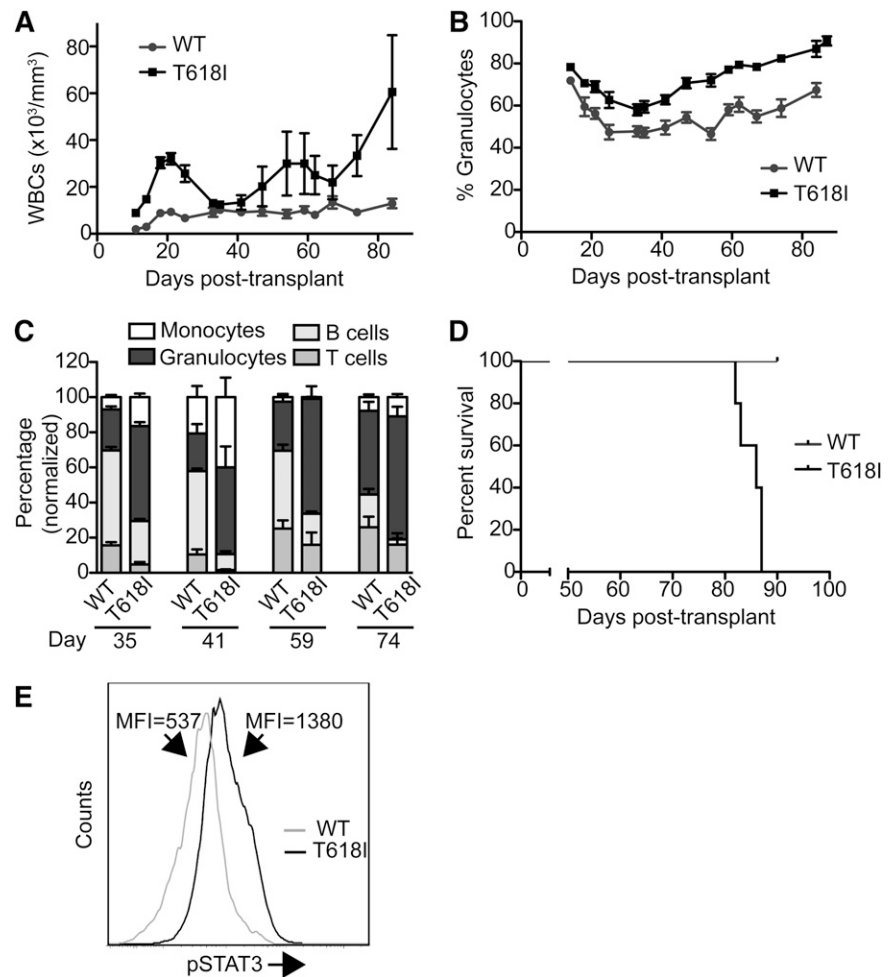 A
WBCs (x10³/mm³)
80
60
40
20
0
WT
T618I
0 20 40 60 80
Days post-transplant
B
% Granulocytes
100
80
60
40
20
0
WT
T618I
0 20 40 60 80
Days post-transplant
C
Monocytes
B cells
Granulocytes
T cells
Percentage
(normalized)
120
100
80
60
40
20
0
WT T618I WT T618I WT T618I WT T618I
Day 35 41 59 74
D
Percent survival
100
80
60
40
20
0
WT
T618I
0 50 60 70 80 90 100
Days post-transplant
E
MFI=537
MFI=1380
Counts
WT
T618I
pSTAT3